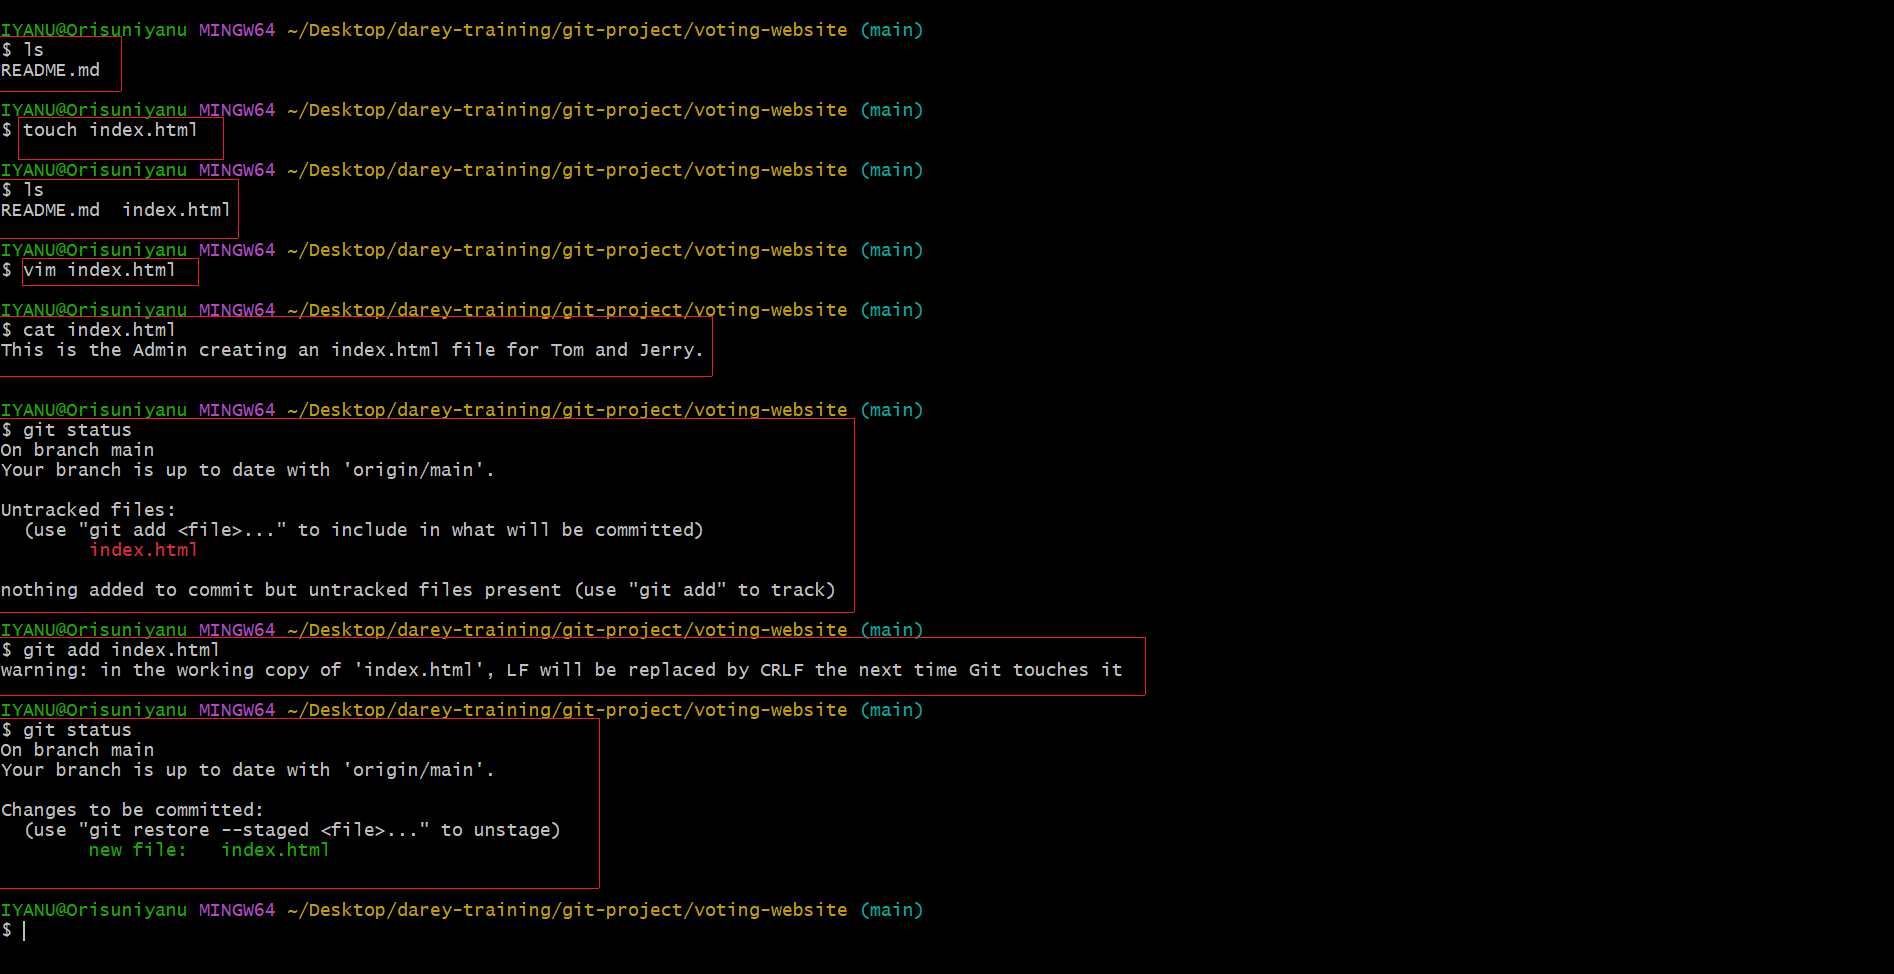 IYANU@Orisuniyanu MINGW64 ~/Desktop/darey-training/git-project/voting-website (main)
$ ls
README.md
IYANU@Orisuniyanu MINGW64 ~/Desktop/darey-training/git-project/voting-website (main)
$ touch index.html
IYANU@Orisuniyanu MINGW64 ~/Desktop/darey-training/git-project/voting-website (main)
$ ls
README.md  index.html
IYANU@Orisuniyanu MINGW64 ~/Desktop/darey-training/git-project/voting-website (main)
$ vim index.html
IYANU@Orisuniyanu MINGW64 ~/Desktop/darey-training/git-project/voting-website (main)
$ cat index.html
This is the Admin creating an index.html file for Tom and Jerry.
IYANU@Orisuniyanu MINGW64 ~/Desktop/darey-training/git-project/voting-website (main)
$ git status
On branch main
Your branch is up to date with 'origin/main'.
Untracked files:
  (use "git add <file>..." to include in what will be committed)
        index.html
nothing added to commit but untracked files present (use "git add" to track)
IYANU@Orisuniyanu MINGW64 ~/Desktop/darey-training/git-project/voting-website (main)
$ git add index.html
warning: in the working copy of 'index.html', LF will be replaced by CRLF the next time Git touches it
IYANU@Orisuniyanu MINGW64 ~/Desktop/darey-training/git-project/voting-website (main)
$ git status
On branch main
Your branch is up to date with 'origin/main'.
Changes to be committed:
  (use "git restore --staged <file>..." to unstage)
        new file:   index.html
IYANU@Orisuniyanu MINGW64 ~/Desktop/darey-training/git-project/voting-website (main)
$